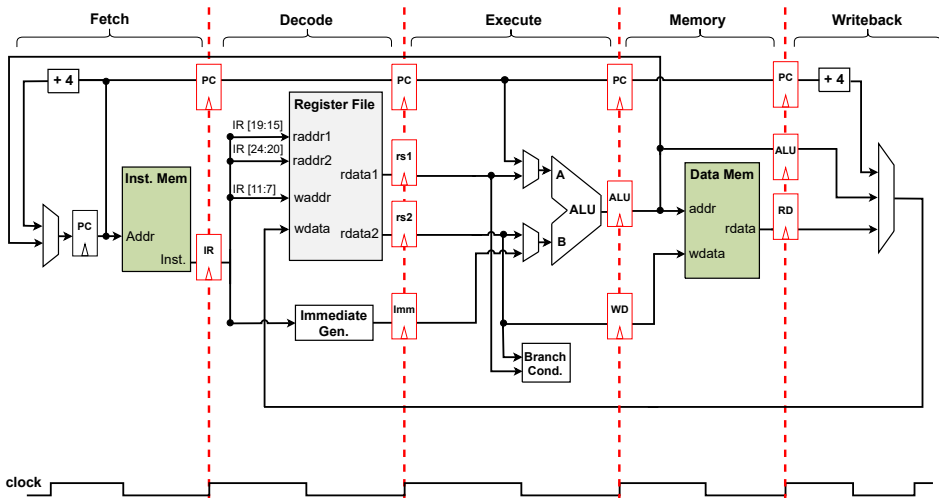 Fetch
Decode
Execute
Memory
Writeback
+ 4
PC
PC
PC
PC
+ 4
Register File
IR [19:15]
raddr1
IR [24:20]
raddr2
rdata1
rs1
IR [11:7]
waddr
wdata
rdata2
rs2
Inst. Mem
PC
Addr
Inst.
IR
A
ALU
B
ALU
ALU
Data Mem
addr
rdata
RD
wdata
Immediate
Gen.
Imm
WD
Branch
Cond.
clock